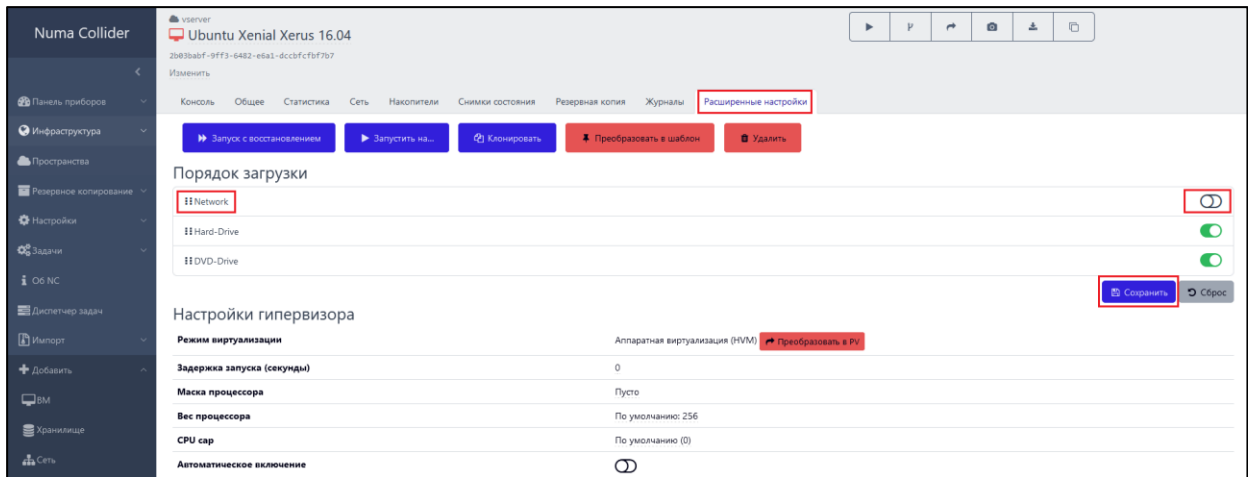 Numa Collider
vserver
Ubuntu Xenial Xerus 16.04
2b03babf-9ff3-6482-e6a1-dccbfcfbf7b7
Изменить
Консоль Общее Статистика Сеть Накопители Снимки состояния Резервная копия Журналы Расширенные настройки
Панель приборов
Инфраструктура
Пространства
Резервное копирование
Настройки
Задачи
Об NC
Диспетчер задач
Импорт
Добавить
ВМ
Хранилище
Сеть
Запуск с восстановлением Запустить на... Клонировать Преобразовать в шаблон Удалить
Порядок загрузки
Network
Hard-Drive
DVD-Drive
Сохранить Сброс
Настройки гипервизора
Режим виртуализации Аппаратная виртуализация (HVM) Преобразовать в PV
Задержка запуска (секунды) 0
Маска процессора Пусто
Вес процессора По умолчанию: 256
CPU cap По умолчанию (0)
Автоматическое включение